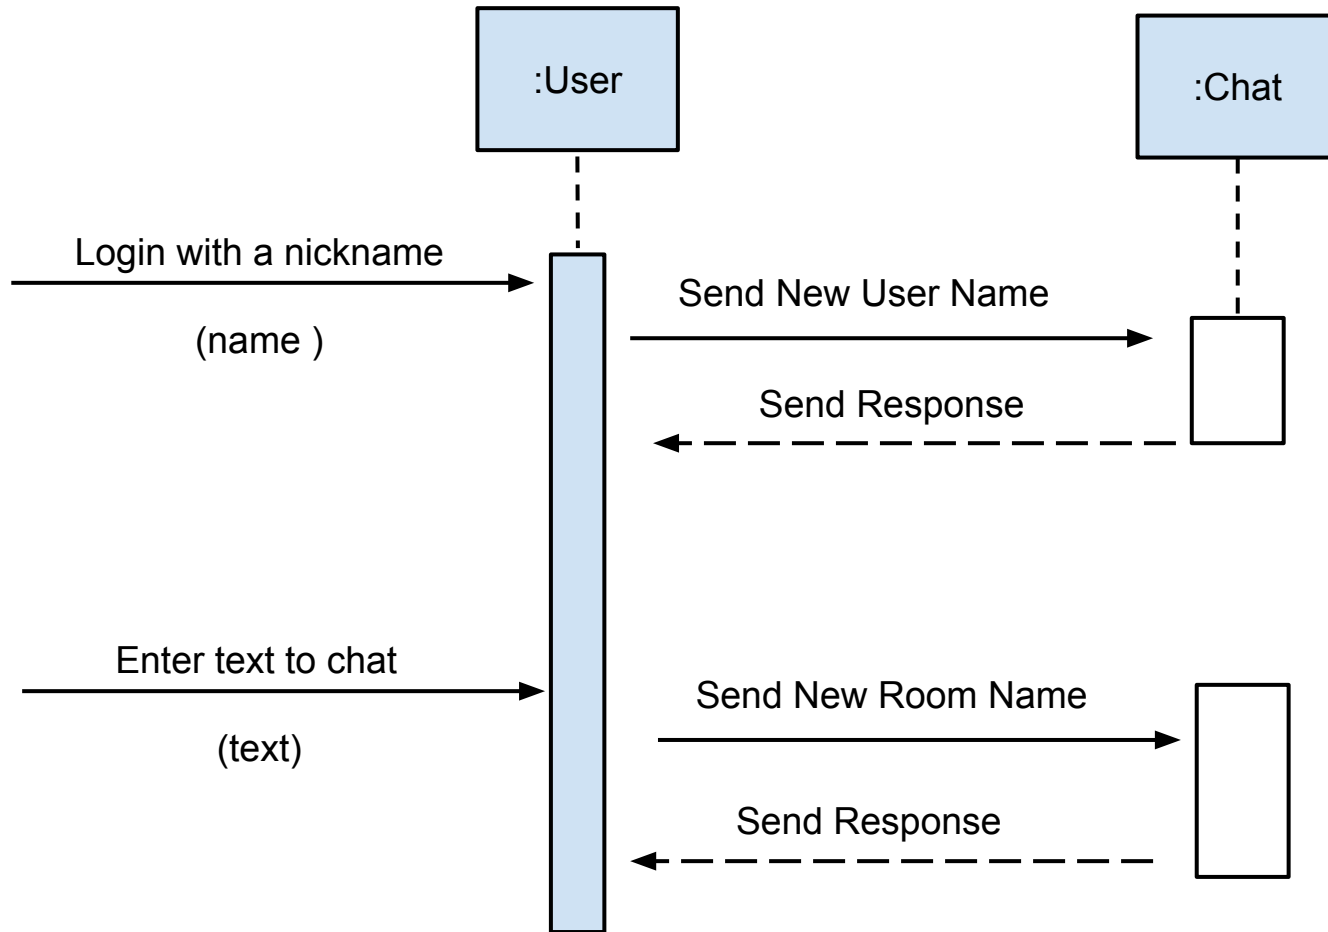 :User
:Chat
Login with a nickname
(name )
Send New User Name
Send Response
Enter text to chat
(text)
Send New Room Name
Send Response